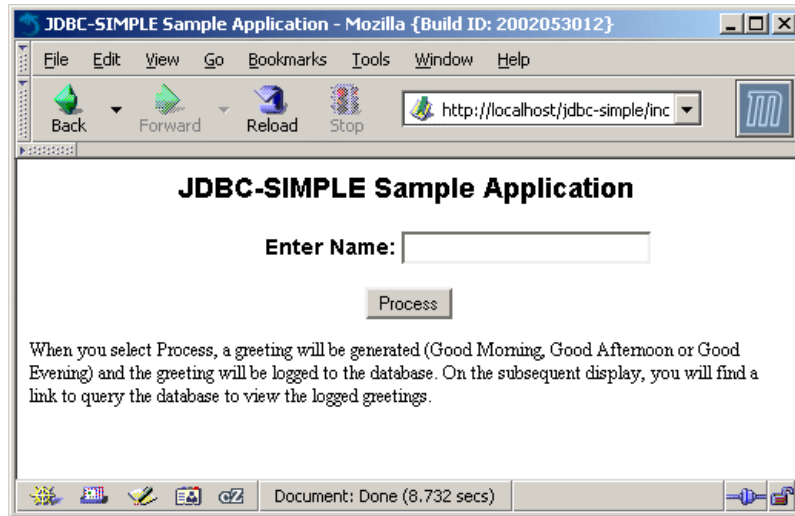 JDBC-SIMPLE Sample Application - Mozilla {Build ID: 2002053012}
File Edit View Go Bookmarks Tools Window Help
Back Forward Reload Stop http://localhost/jdbc-simple/inc
JDBC-SIMPLE Sample Application
Enter Name:
Process
When you select Process, a greeting will be generated (Good Morning, Good Afternoon or Good
Evening) and the greeting will be logged to the database. On the subsequent display, you will find a
link to query the database to view the logged greetings.
Document: Done (8.732 secs)